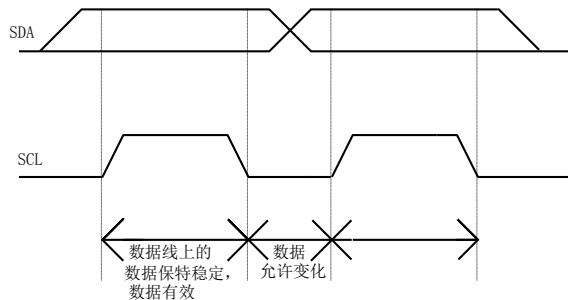 SDA
SCL
数据线上的
数据保特稳定，
数据有效
数据
允许变化